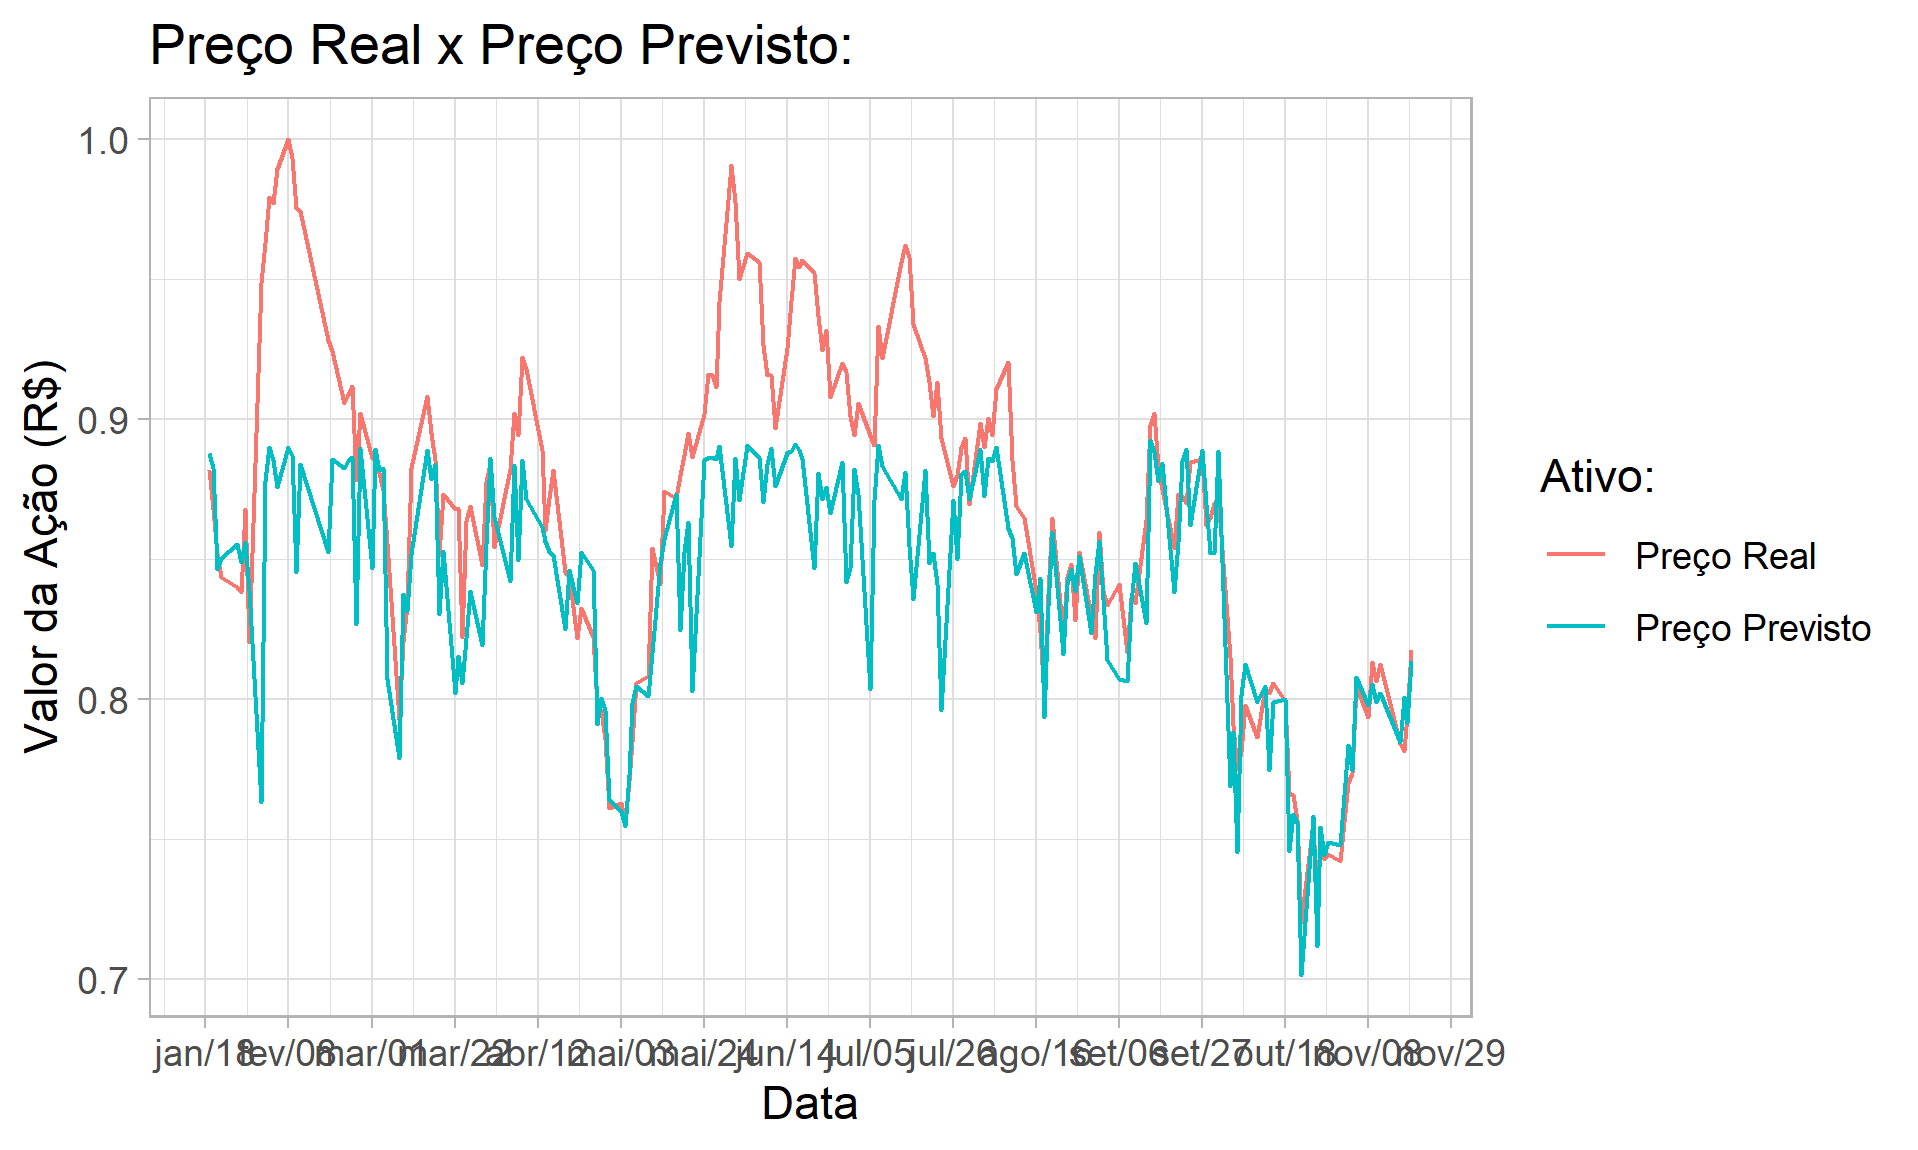 Preço Real x Preço Previsto:
1.0
0.9
0.8
0.7
Valor da Ação (R$)
jan/18 fev/08 mar/01 mar/22 abr/12 mai/03 mai/24 jun/14 jul/05 jul/26 ago/16 set/06 set/27 out/18 nov/08 nov/29
Data
Ativo:
Preço Real
Preço Previsto